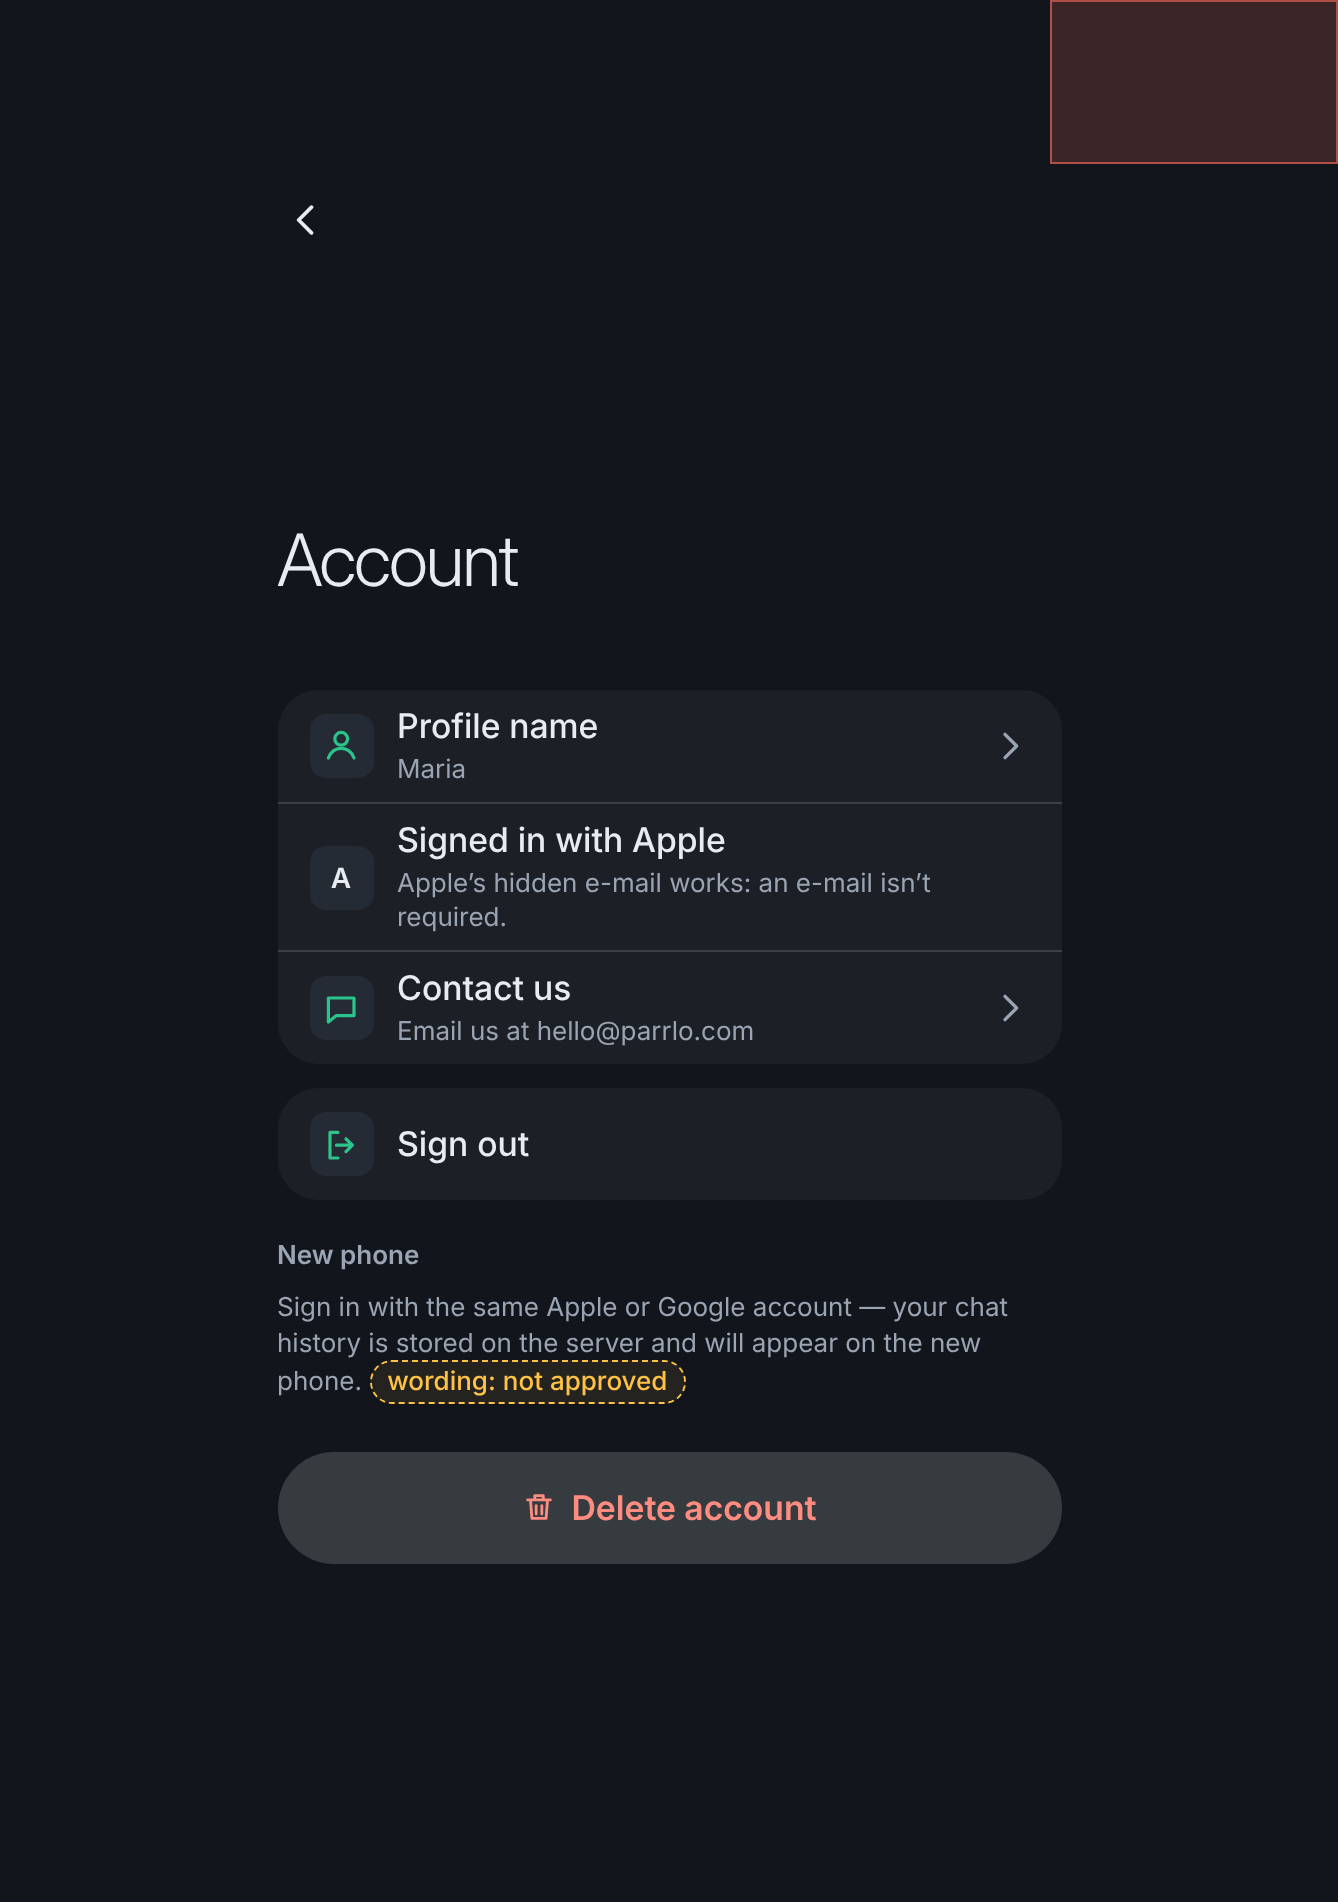 Account
Profile name
Maria
A
Signed in with Apple
Apple’s hidden e-mail works: an e-mail isn’t
required.
Contact us
Email us at hello@parrlo.com
Sign out
New phone
Sign in with the same Apple or Google account — your chat
history is stored on the server and will appear on the new
phone. wording: not approved
Delete account